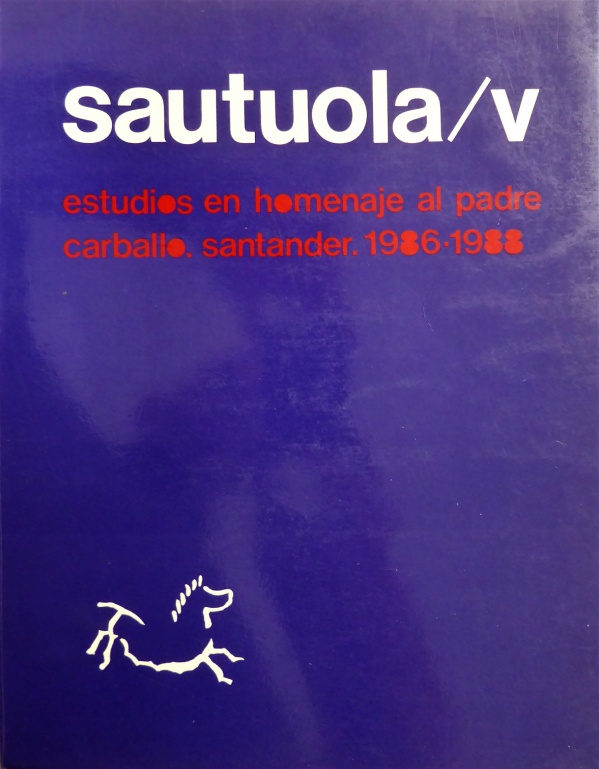 sautuola/v
estudios en homenaje al padre
carballo. santander. 1986-1988